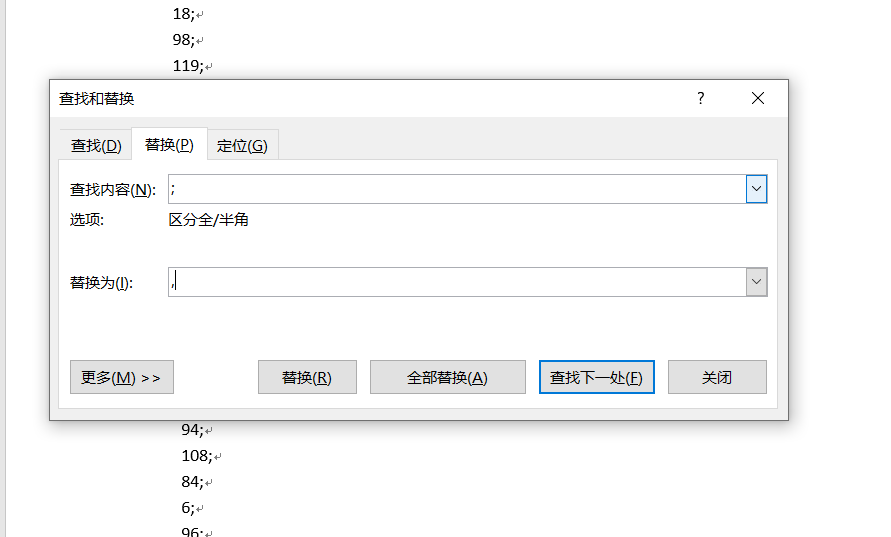 18;↵
98;↵
119;↵
查找和替换
?
查找(D) 替换(P) 定位(G)
查找内容(N): ;
选项: 区分全/半角
替换为(I): ,
更多(M) >> 替换(R) 全部替换(A) 查找下一处(F) 关闭
94;↵
108;↵
84;↵
6;↵
96;↵